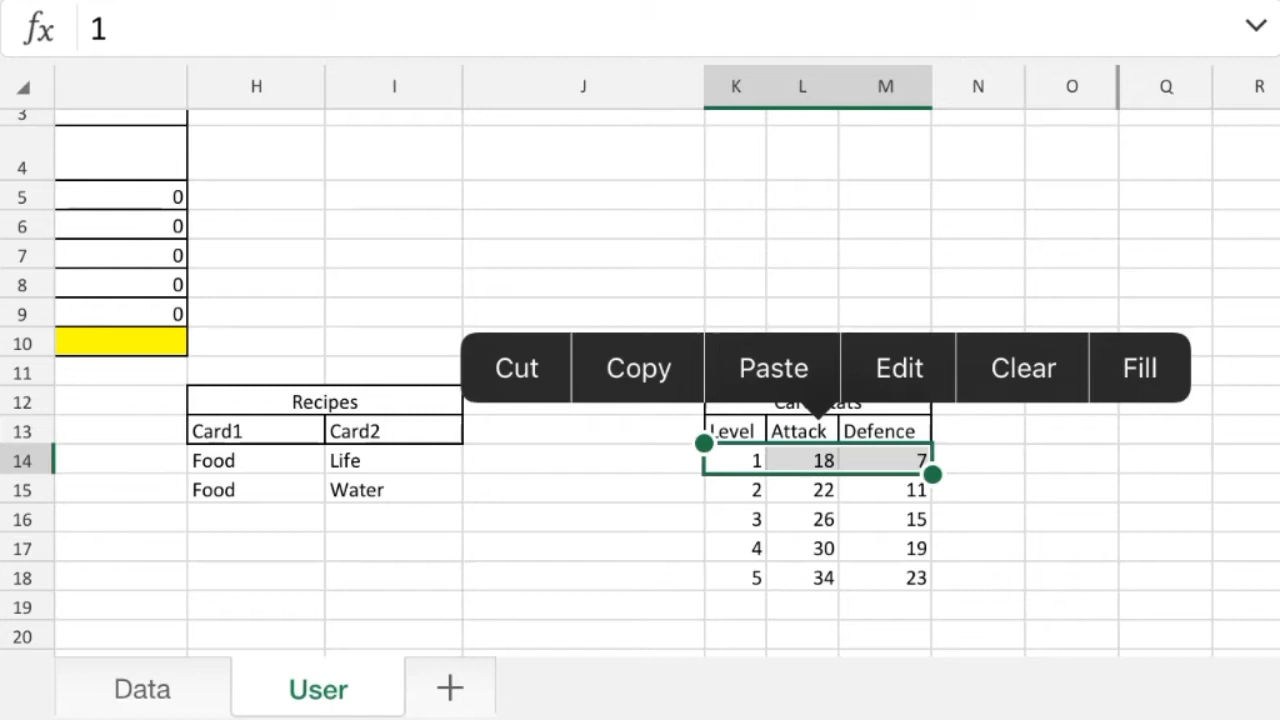 fx 1
H I J K L M N O Q R
3
4
5 0
6 0
7 0
8 0
9 0
10
Cut Copy Paste Edit Clear Fill
11
12 Recipes
13 Card1 Card2 Level Attack Defence
14 Food Life 1 18 7
15 Food Water 2 22 11
16 3 26 15
17 4 30 19
18 5 34 23
19
20
Data User +